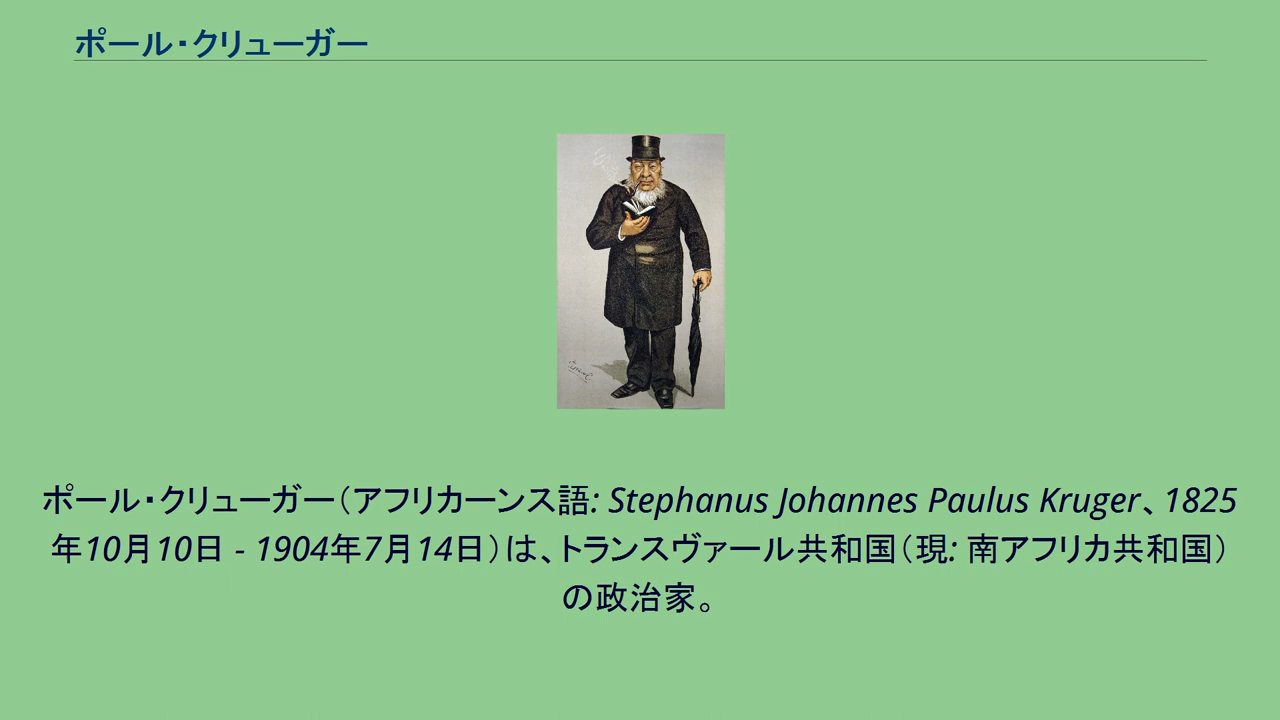 ポール・クリューガー
ポール・クリューガー（アフリカーンス語: Stephanus Johannes Paulus Kruger、1825
年10月10日 - 1904年7月14日）は、トランスヴァール共和国（現: 南アフリカ共和国）
の政治家。